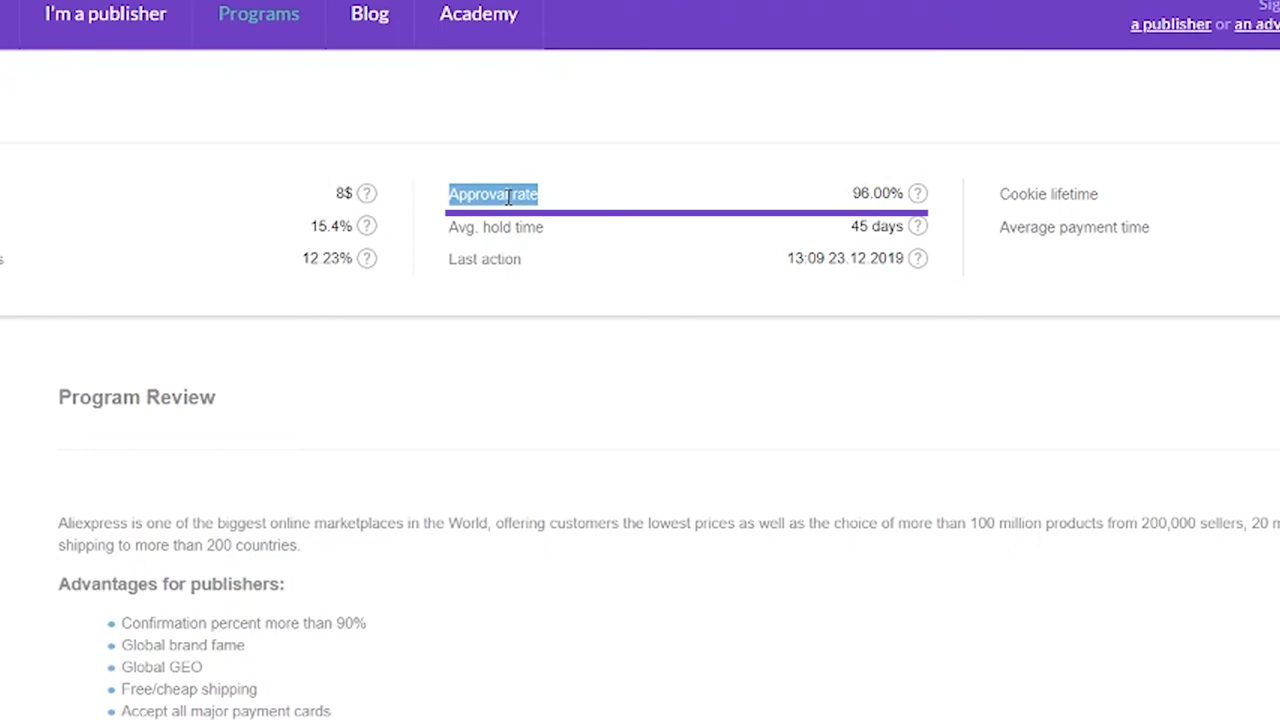 I'm a publisher Programs Blog Academy
a publisher or an
8$ ? Approval rate 96.00% ? Cookie lifetime
15.4% ? Avg. hold time 45 days ? Average payment time
12.23% ? Last action 13:09 23.12.2019 ?
Program Review
Aliexpress is one of the biggest online marketplaces in the World, offering customers the lowest prices as well as the choice of more than 100 million products from 200,000 sellers, 20
shipping to more than 200 countries.
Advantages for publishers:
Confirmation percent more than 90%
Global brand fame
Global GEO
Free/cheap shipping
Accept all major payment cards